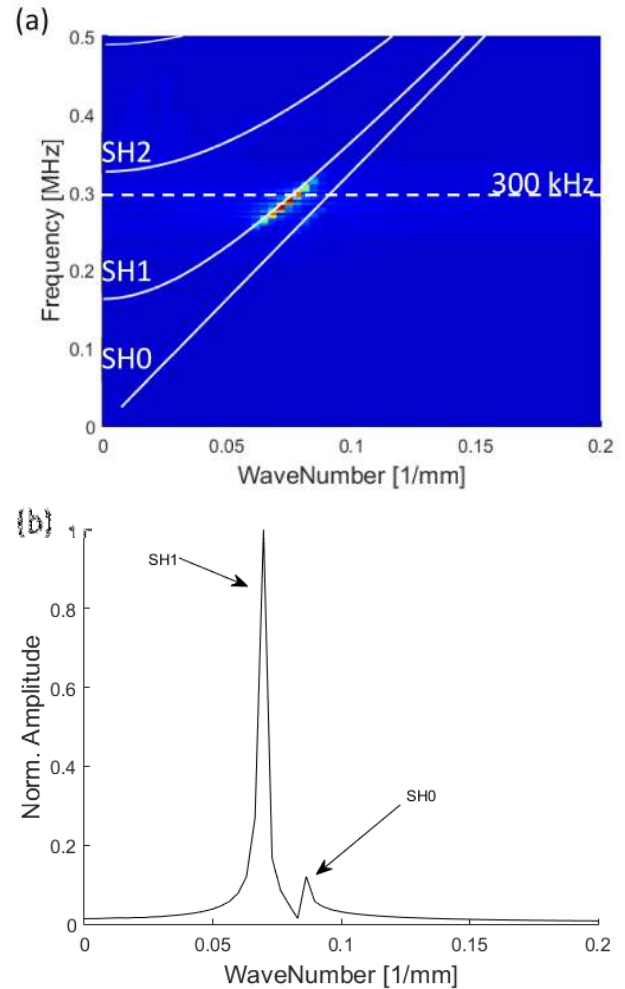 (a)
0.5
0.4
0.3
0.2
0.1
0
Frequency [MHz]
SH2
300 kHz
SH1
SH0
0
0.05
0.1
0.15
0.2
WaveNumber [1/mm]
(b)
1
0.8
0.6
0.4
0.2
0
Norm. Amplitude
SH1
SH0
0
0.05
0.1
0.15
0.2
WaveNumber [1/mm]